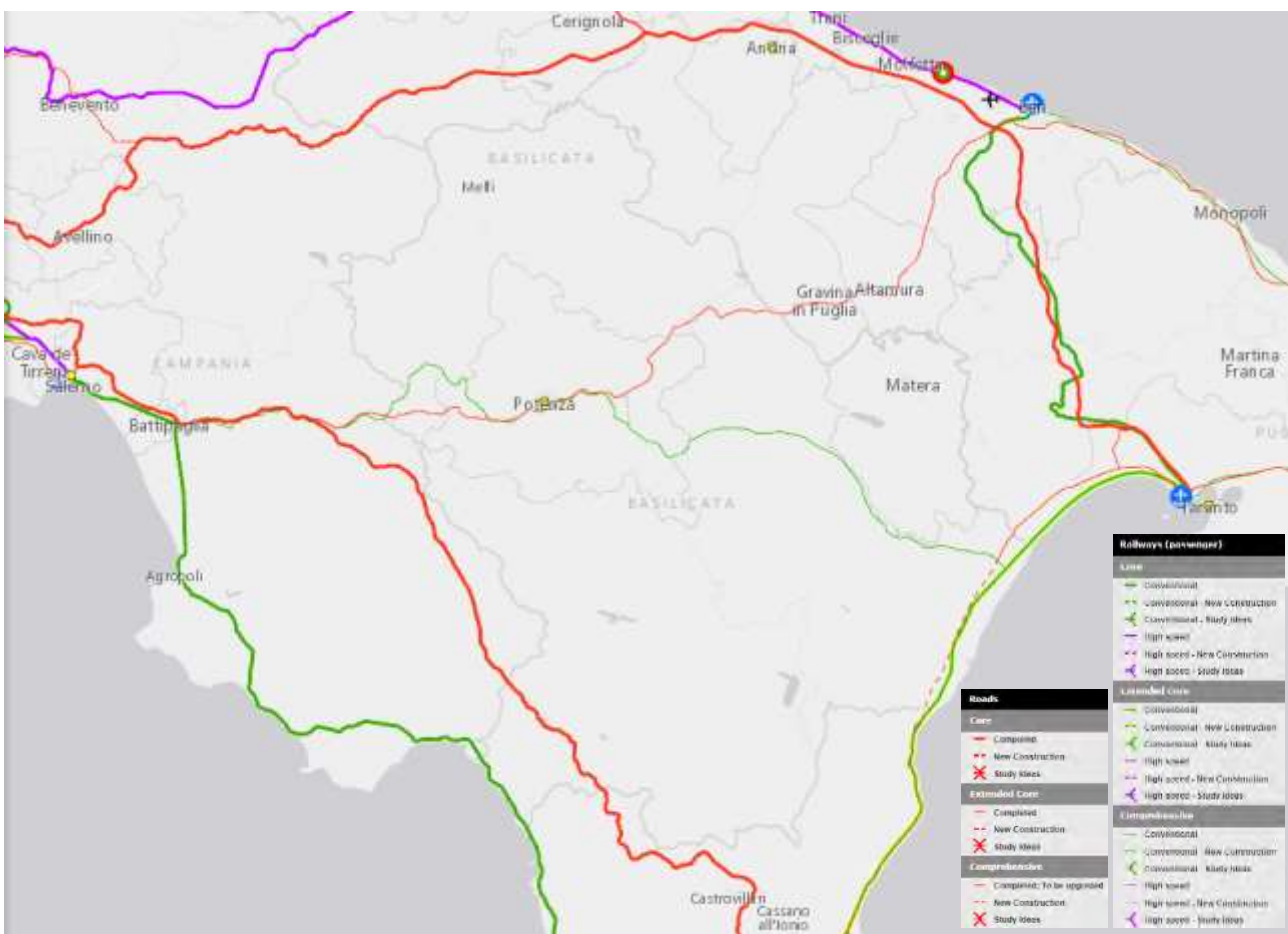 Cerignola
Trani
Bisceglie
Andria
Molfetta
Bari
Benevento
BASILICATA
Melfi
Avellino
Monopoli
Gravina
in Puglia
Altamura
Cava de'
Salerno
CAMPANIA
Martina
Franca
Matera
Potenza
Battipaglia
BASILICATA
Taranto
Agropoli
Castrovillari
Cassano
all'Ionio
Railways (passenger)
Core
Conventional
Conventional - New Construction
Conventional - Study Ideas
High speed
High speed - New Construction
High speed - Study Ideas
Extended Core
Conventional
Conventional - New Construction
Conventional - Study Ideas
High speed
High speed - New Construction
High speed - Study Ideas
Comprehensive
Conventional
Conventional - New Construction
Conventional - Study Ideas
High speed
High speed - New Construction
High speed - Study Ideas
Roads
Core
Completed
New Construction
Study Ideas
Extended Core
Completed
New Construction
Study Ideas
Comprehensive
Completed; To be upgraded
New Construction
Study Ideas